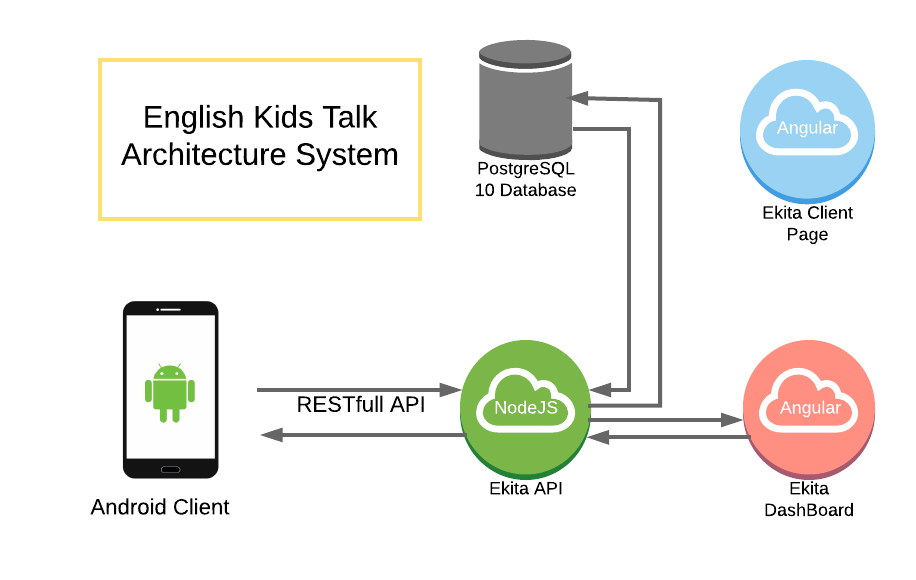 English Kids Talk
Architecture System
PostgreSQL
10 Database
Angular
Ekita Client
Page
RESTfull API
NodeJS
Angular
Android Client
Ekita API
Ekita
DashBoard